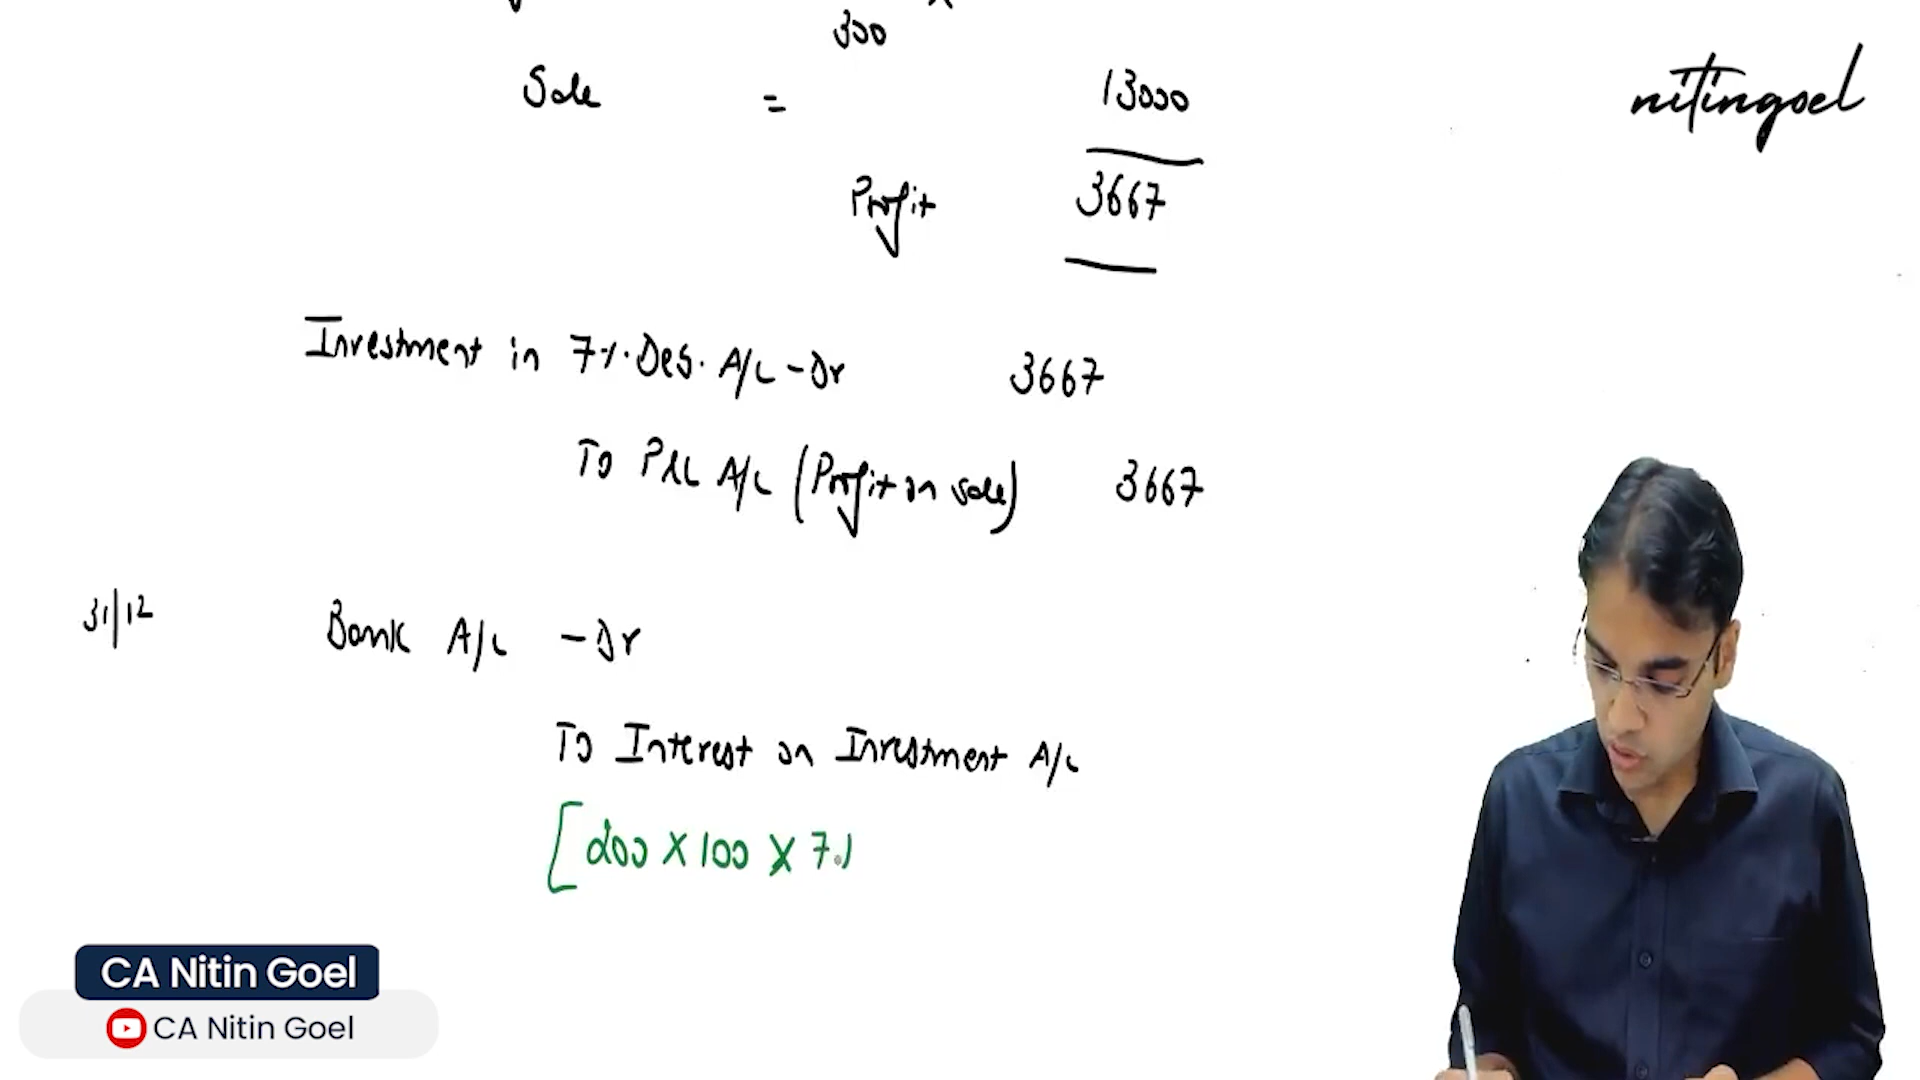 300
Sale = 13000
nitingoel
Profit 3667
Investment in 7%. Deb. A/c - Dr 3667
To P&L A/c (Profit on sale) 3667
31/12 Bank A/c - Dr
To Interest on Investment A/c
[200 X 100 X 7.1
CA Nitin Goel
CA Nitin Goel